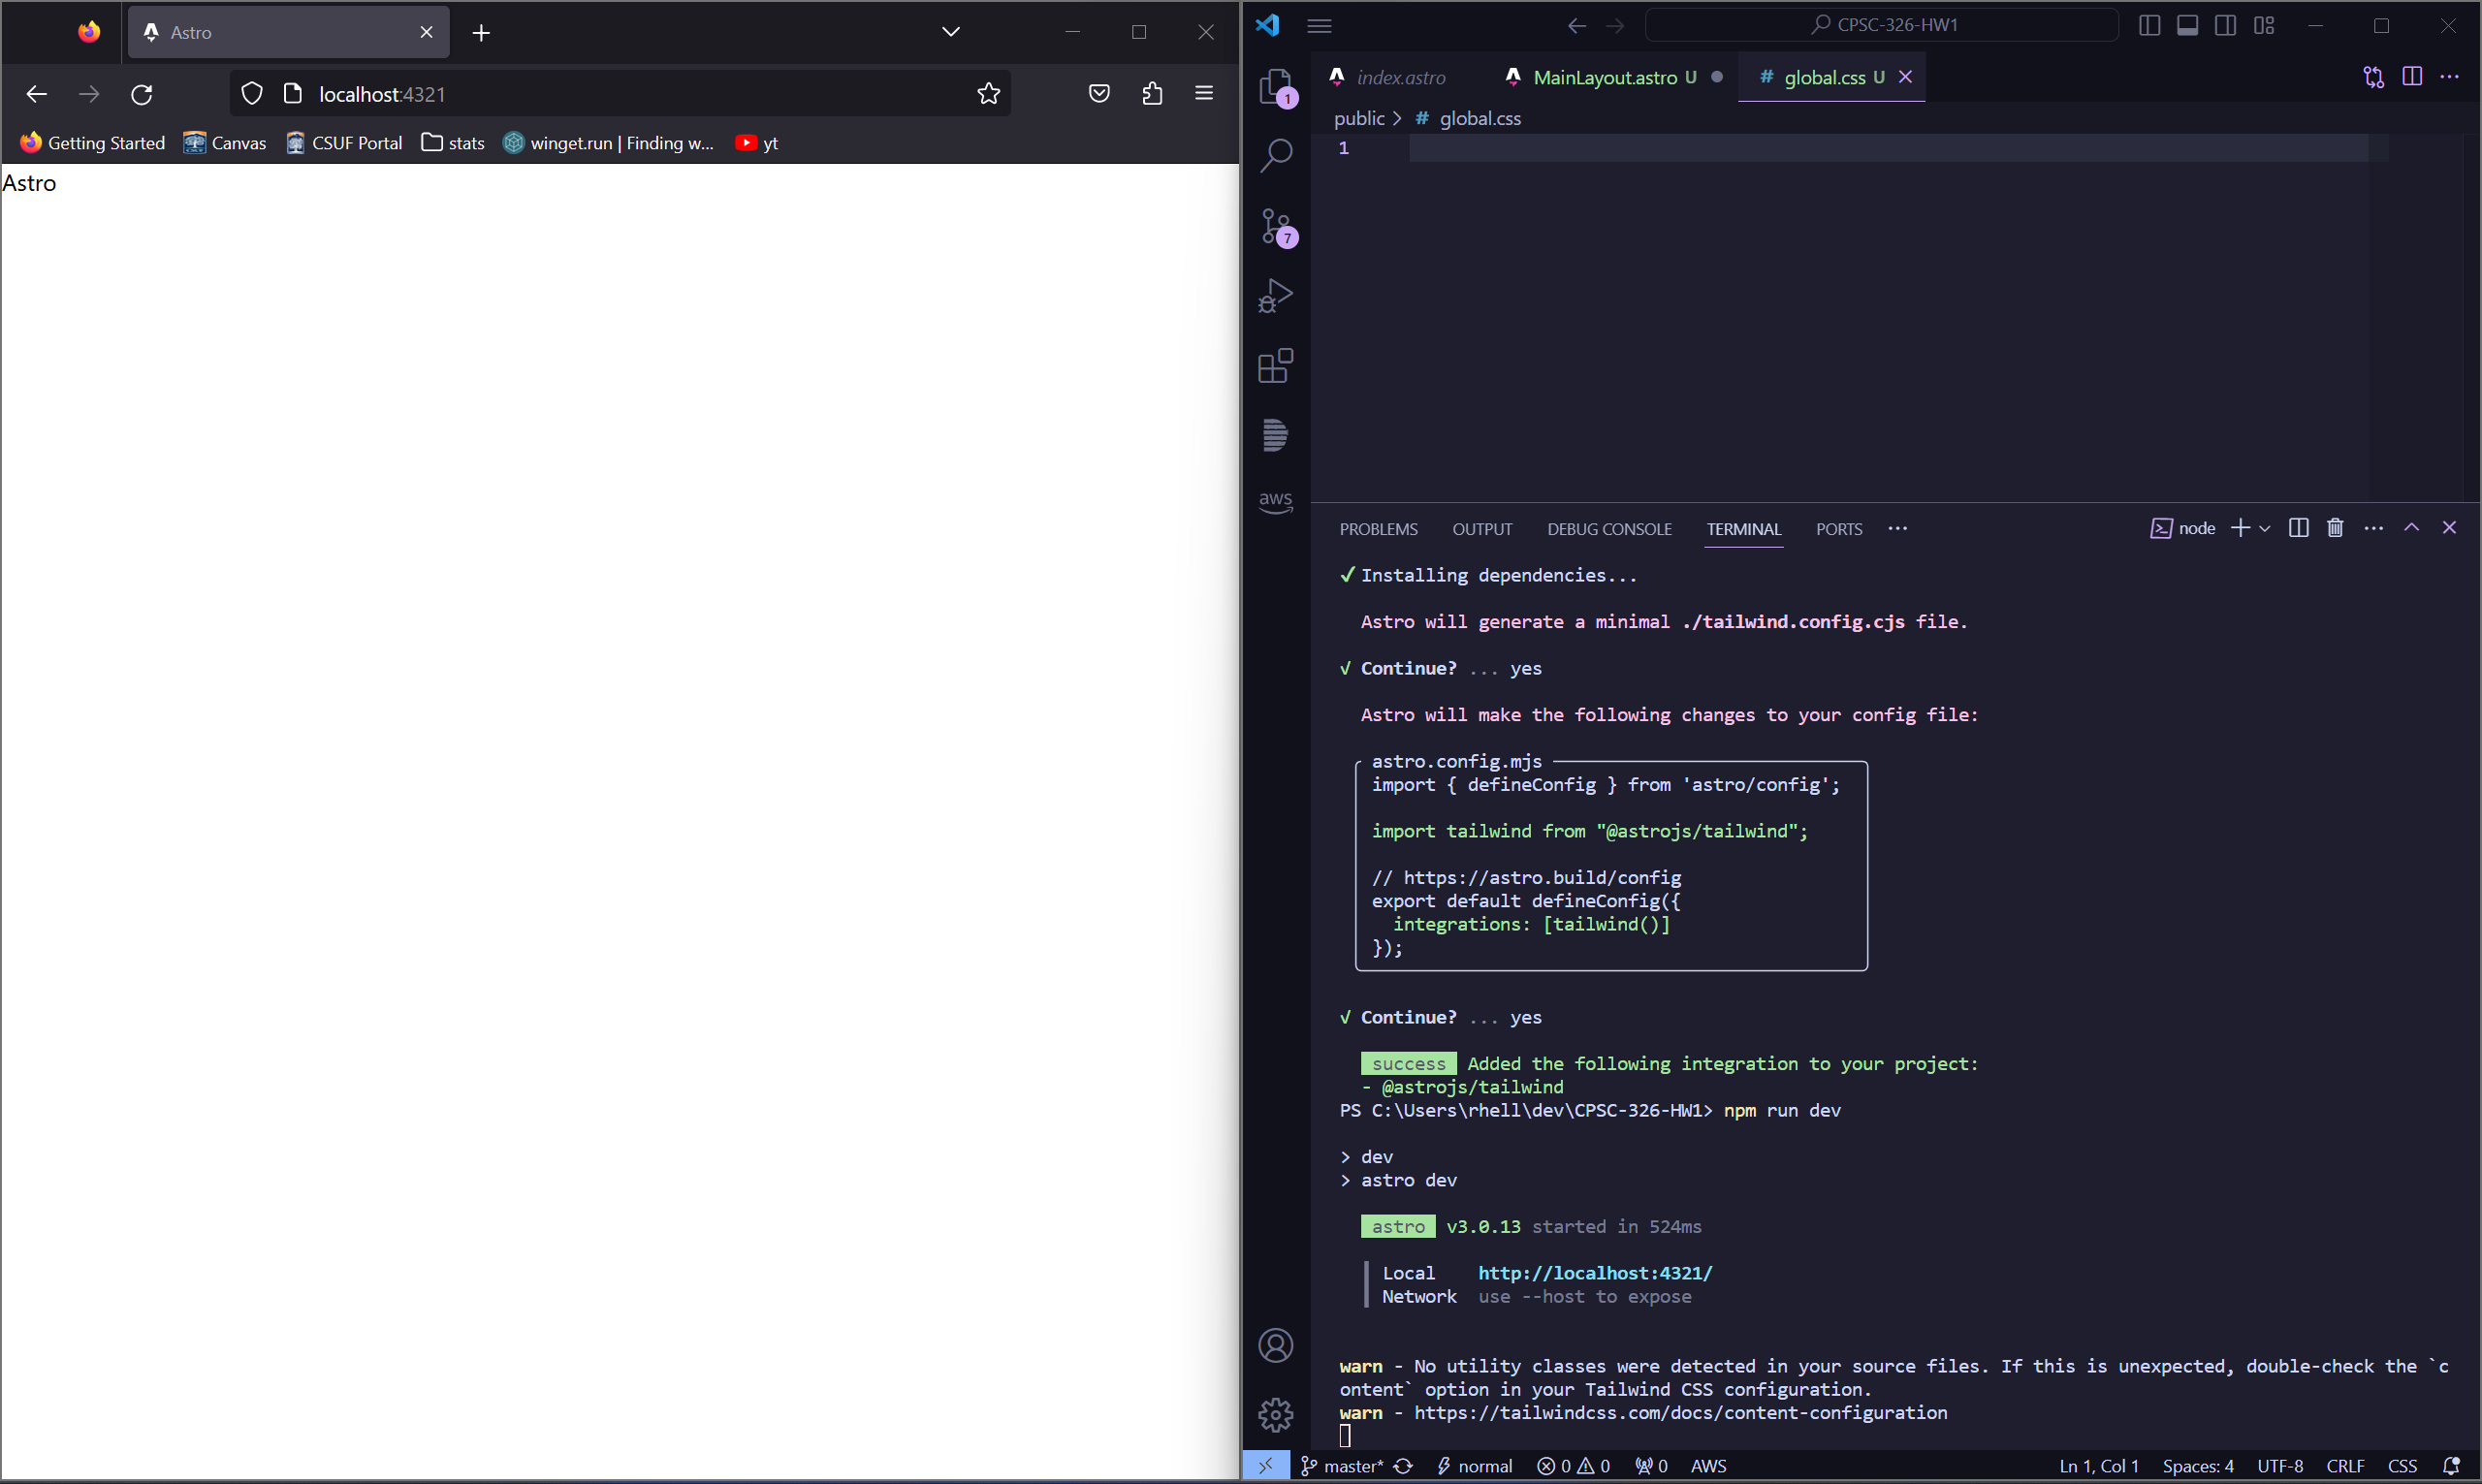 Astro
localhost:4321
Getting Started
Canvas
CSUF Portal
stats
winget.run | Finding w...
yt
Astro
CPSC-326-HW1
index.astro
MainLayout.astro U
# global.css U
public > # global.css
1
1
7
aws
PROBLEMS OUTPUT DEBUG CONSOLE TERMINAL PORTS ...
node
✓ Installing dependencies...
Astro will generate a minimal ./tailwind.config.cjs file.
√ Continue? ... yes
Astro will make the following changes to your config file:
astro.config.mjs
import { defineConfig } from 'astro/config';
import tailwind from "@astrojs/tailwind";
// https://astro.build/config
export default defineConfig({
integrations: [tailwind()]
});
√ Continue? ... yes
success Added the following integration to your project:
- @astrojs/tailwind
PS C:\Users\rhell\dev\CPSC-326-HW1> npm run dev
> dev
> astro dev
astro v3.0.13 started in 524ms
Local http://localhost:4321/
Network use --host to expose
warn - No utility classes were detected in your source files. If this is unexpected, double-check the `c
ontent` option in your Tailwind CSS configuration.
warn - https://tailwindcss.com/docs/content-configuration
master* normal 0 0 0 AWS Ln 1, Col 1 Spaces: 4 UTF-8 CRLF CSS